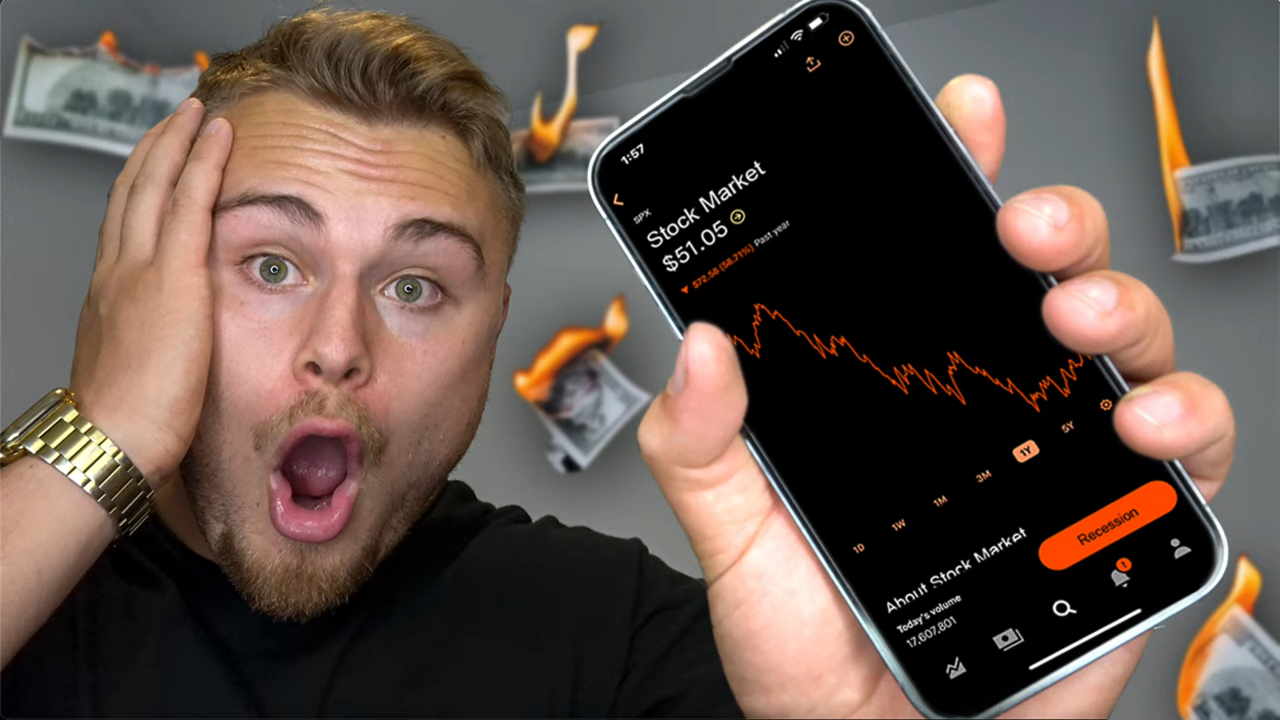 1:57
SPX
Stock Market
$51.05
▼ $72.58 (58.71%) Past year
1D 1W 1M 3M 1Y 5Y
About Stock Market
Recession
Today's volume
17,607,801
1